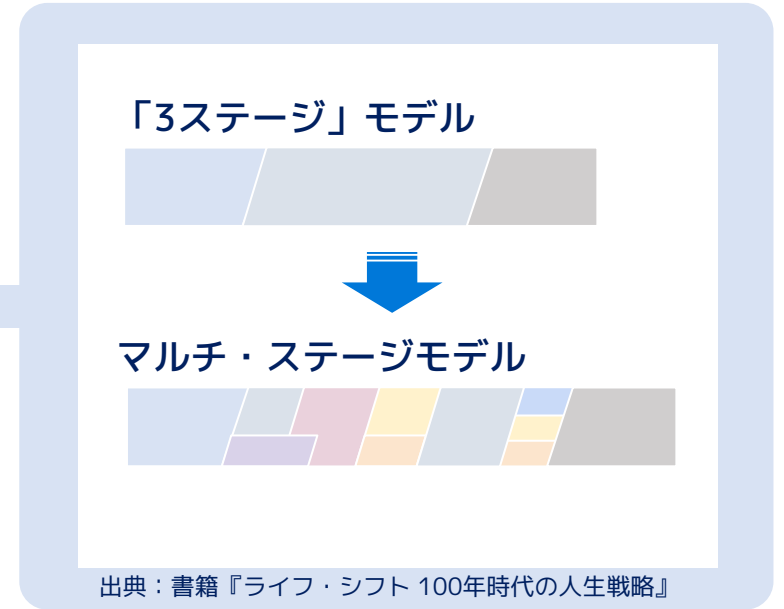 「3ステージ」モデル
マルチ・ステージモデル
出典：書籍『ライフ・シフト 100年時代の人生戦略』